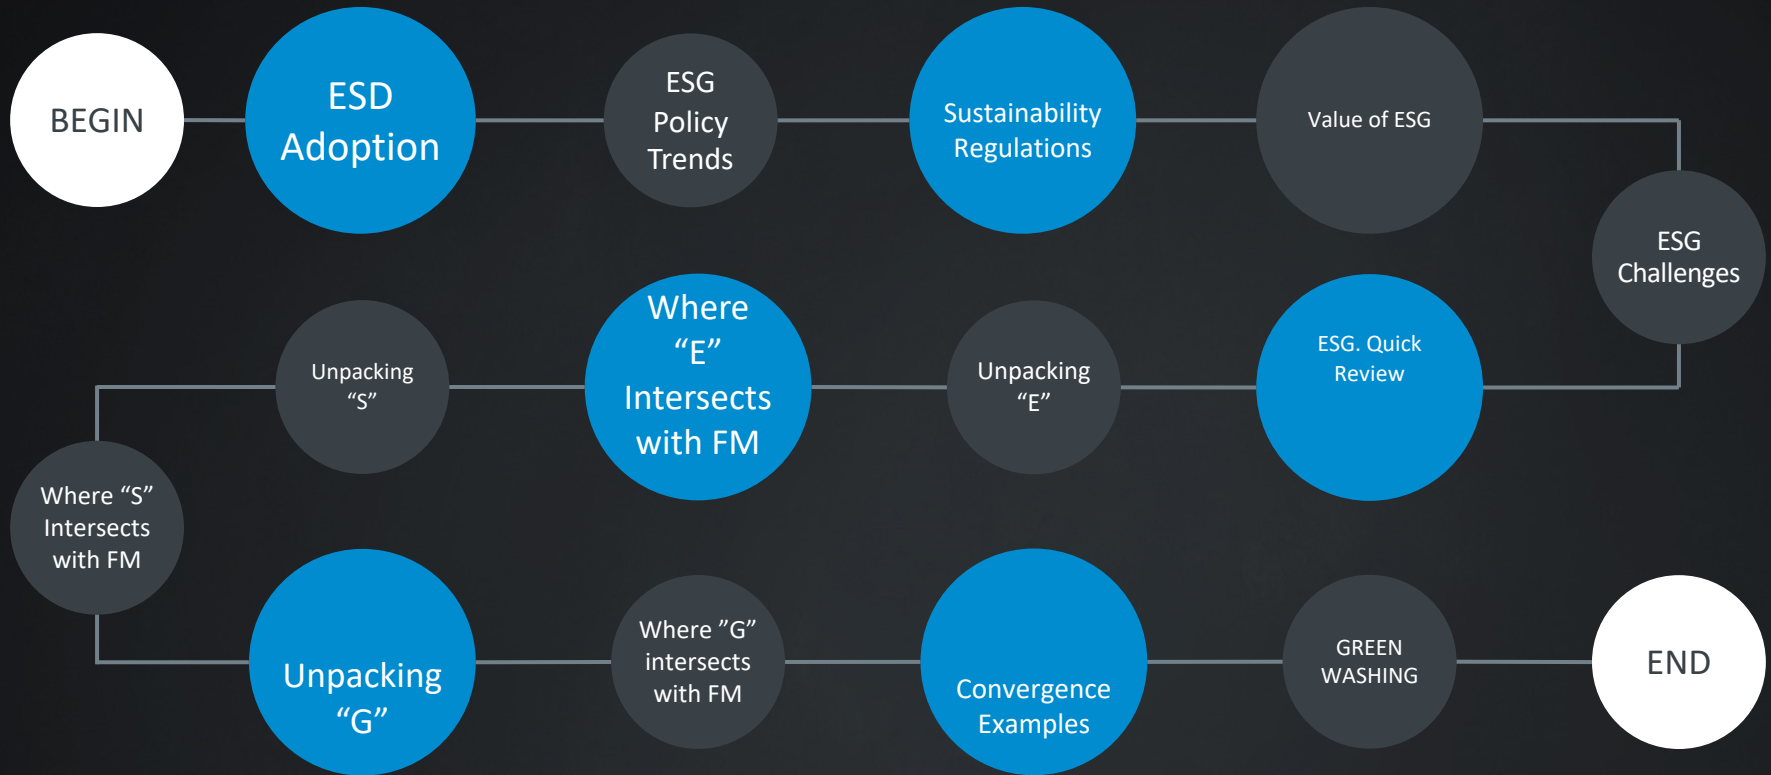 BEGIN
ESD
Adoption
ESG
Policy
Trends
Sustainability
Regulations
Value of ESG
ESG
Challenges
ESG. Quick
Review
Unpacking
“E”
Where
“E”
Intersects
with FM
Unpacking
“S”
Where “S”
Intersects
with FM
Unpacking
“G”
Where ”G”
intersects
with FM
Convergence
Examples
GREEN
WASHING
END